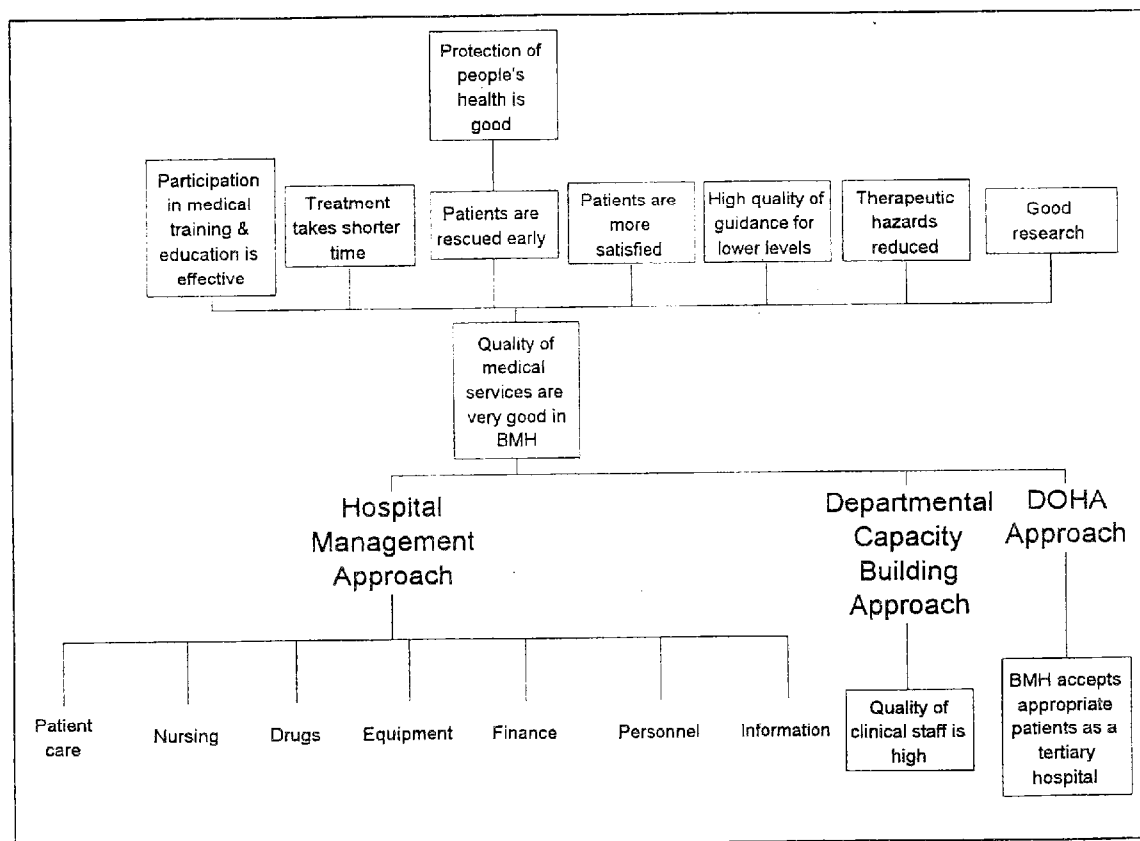 Protection of
people's
health is
good
Participation
in medical
training &
education is
effective
Treatment
takes shorter
time
Patients are
rescued early
Patients are
more
satisfied
High quality of
guidance for
lower levels
Therapeutic
hazards
reduced
Good
research
Quality of
medical
services are
very good in
BMH
Hospital
Management
Approach
Departmental
Capacity
Building
Approach
DOHA
Approach
Patient
care
Nursing
Drugs
Equipment
Finance
Personnel
Information
Quality of
clinical staff is
high
BMH accepts
appropriate
patients as a
tertiary
hospital